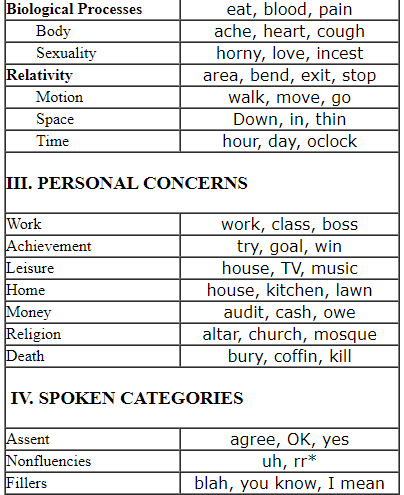 Biological Processes eat, blood, pain
Body ache, heart, cough
Sexuality horny, love, incest
Relativity area, bend, exit, stop
Motion walk, move, go
Space Down, in, thin
Time hour, day, oclock
III. PERSONAL CONCERNS
Work work, class, boss
Achievement try, goal, win
Leisure house, TV, music
Home house, kitchen, lawn
Money audit, cash, owe
Religion altar, church, mosque
Death bury, coffin, kill
IV. SPOKEN CATEGORIES
Assent agree, OK, yes
Nonfluencies uh, rr*
Fillers blah, you know, I mean